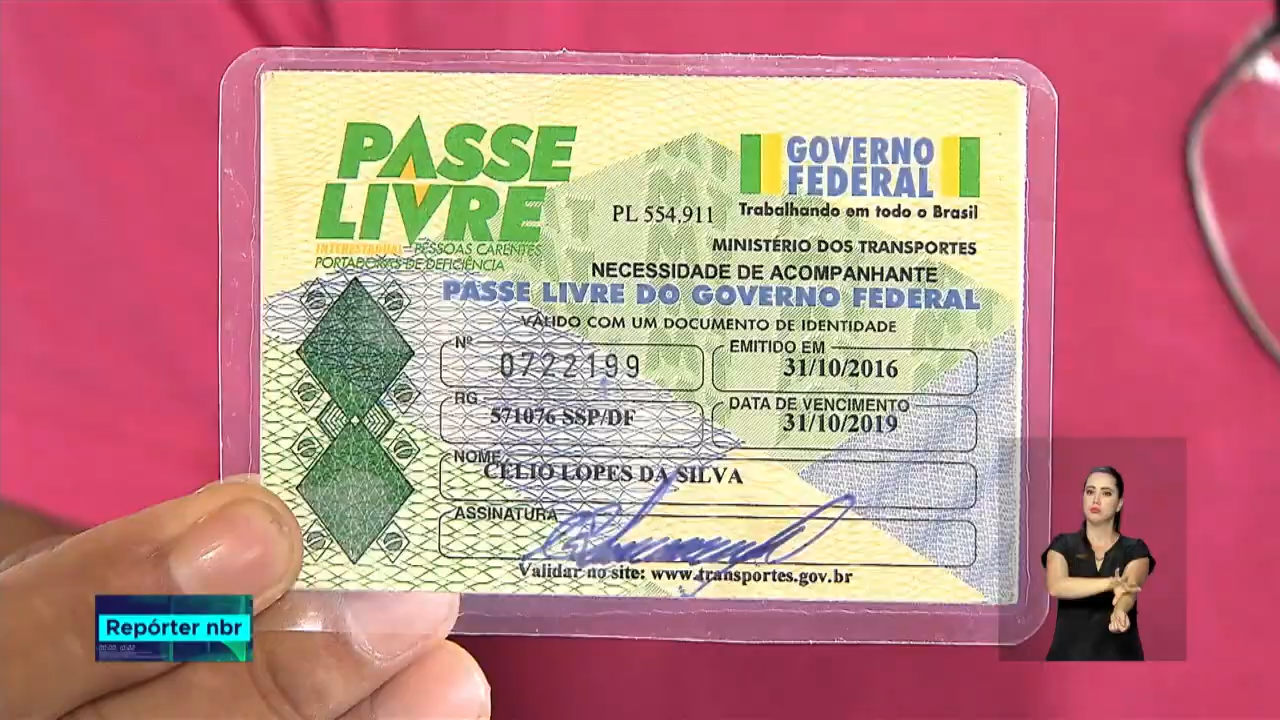 PASSE
LIVRE
INTERESTADUAL - PESSOAS CARENTES
PORTADORAS DE DEFICIÊNCIA
GOVERNO
FEDERAL
PL 554.911
Trabalhando em todo o Brasil
MINISTÉRIO DOS TRANSPORTES
NECESSIDADE DE ACOMPANHANTE
PASSE LIVRE DO GOVERNO FEDERAL
VÁLIDO COM UM DOCUMENTO DE IDENTIDADE
Nº 0722199
EMITIDO EM 31/10/2016
RG 571076 SSP/DF
DATA DE VENCIMENTO 31/10/2019
NOME CELIO LOPES DA SILVA
ASSINATURA
Validar no site: www.transportes.gov.br
Repórter nbr